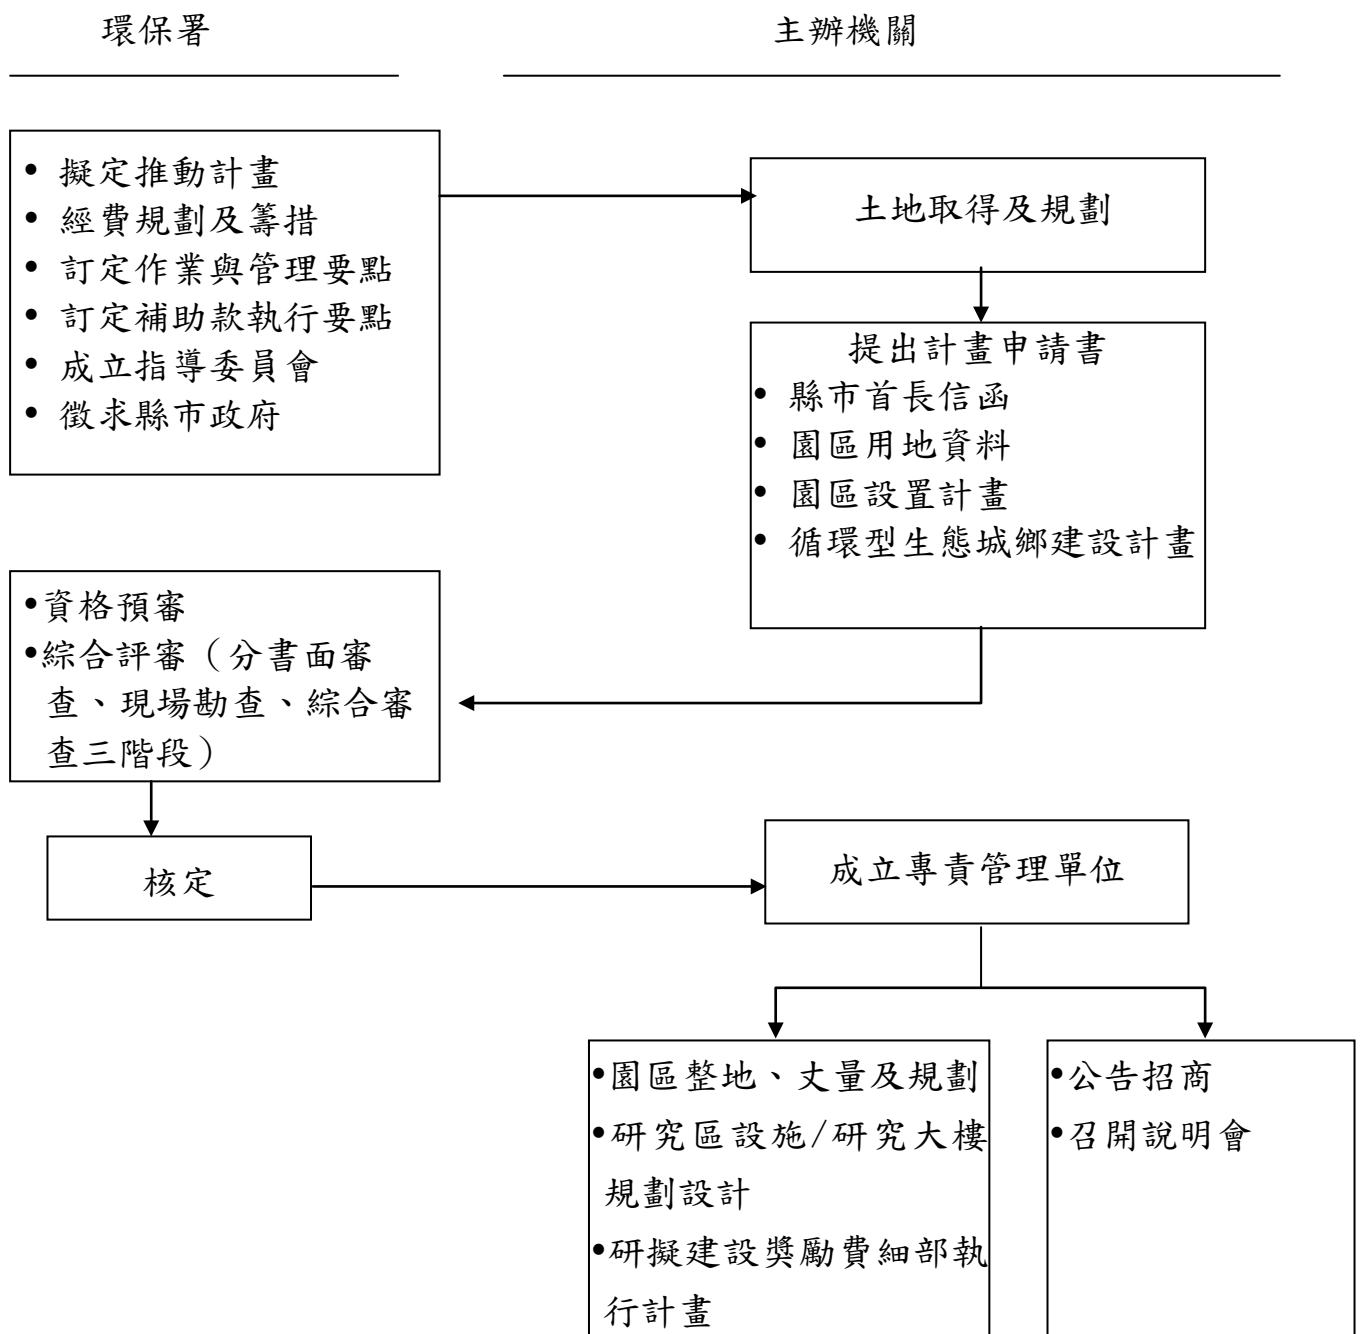 環保署
主辦機關
• 擬定推動計畫
• 經費規劃及籌措
• 訂定作業與管理要點
• 訂定補助款執行要點
• 成立指導委員會
• 徵求縣市政府
土地取得及規劃
提出計畫申請書
• 縣市首長信函
• 園區用地資料
• 園區設置計畫
• 循環型生態城鄉建設計畫
•資格預審
•綜合評審（分書面審
查、現場勘查、綜合審
查三階段）
核定
成立專責管理單位
•園區整地、丈量及規劃
•研究區設施/研究大樓
規劃設計
•研擬建設獎勵費細部執
行計畫
•公告招商
•召開說明會